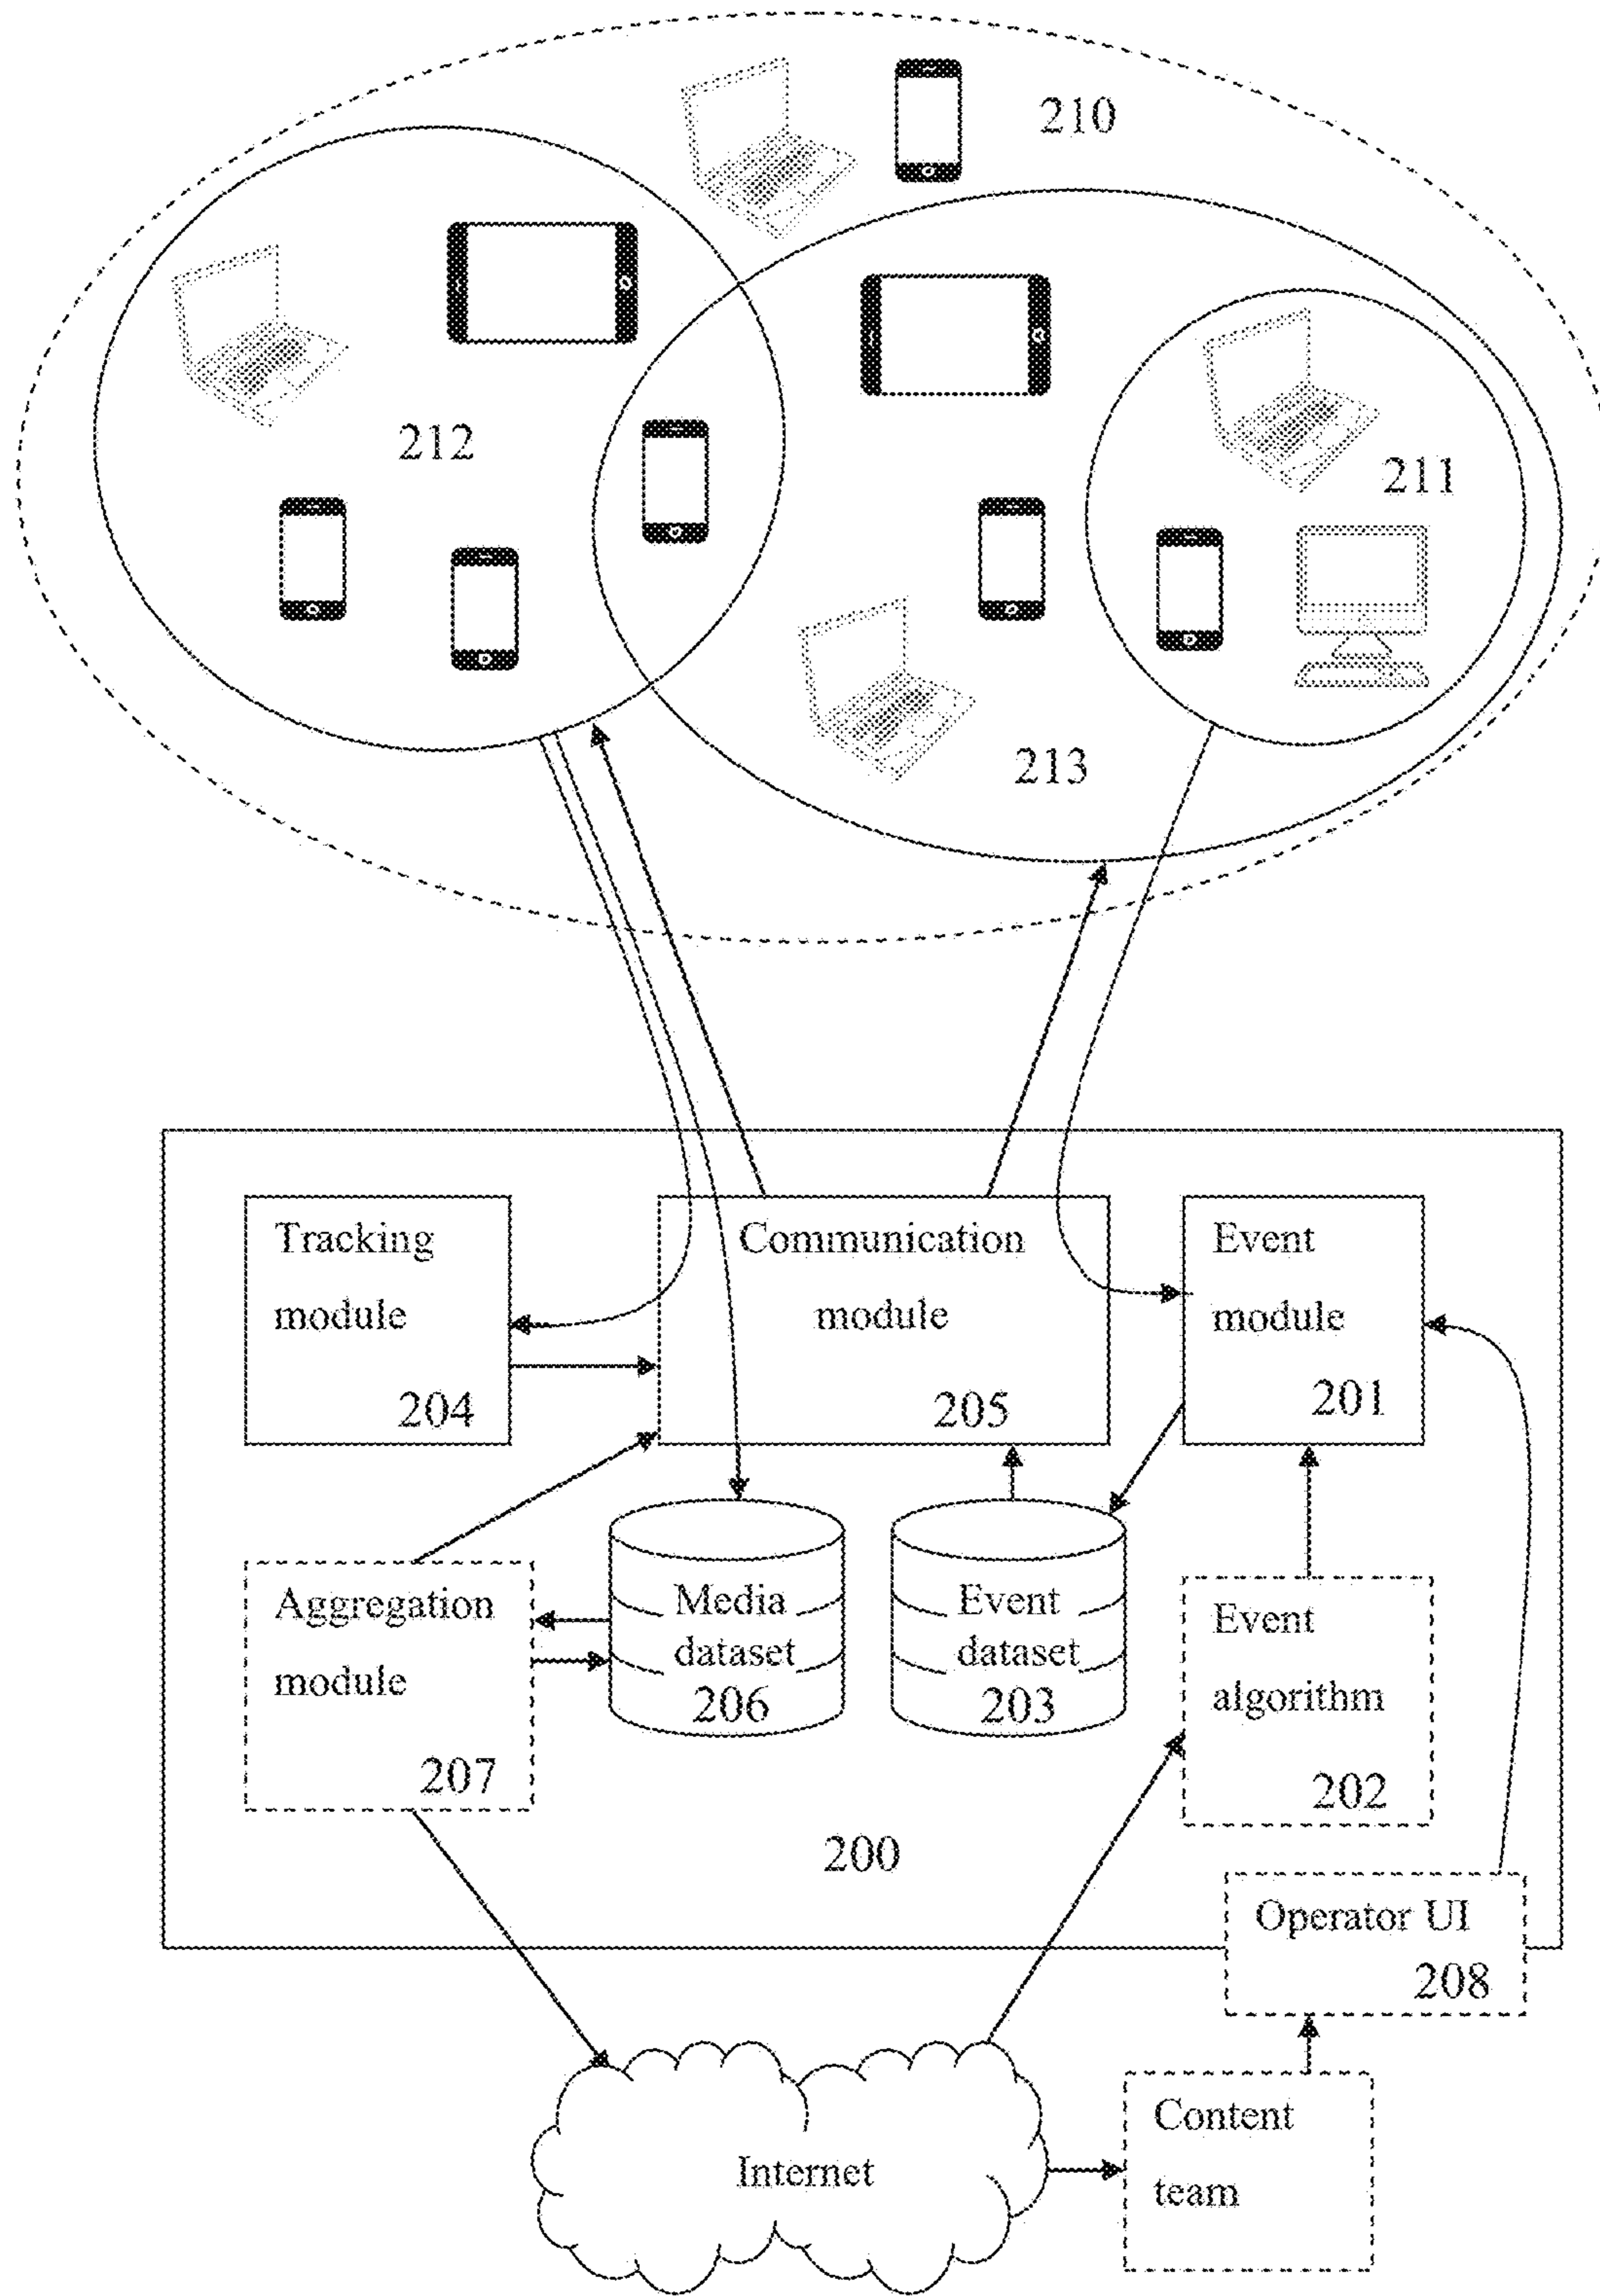 210
212
211
213
Tracking
module
204
Communication
module
205
Event
module
201
Aggregation
module
207
Media
dataset
206
Event
dataset
203
Event
algorithm
202
200
Operator UI
208
Internet
Content
team